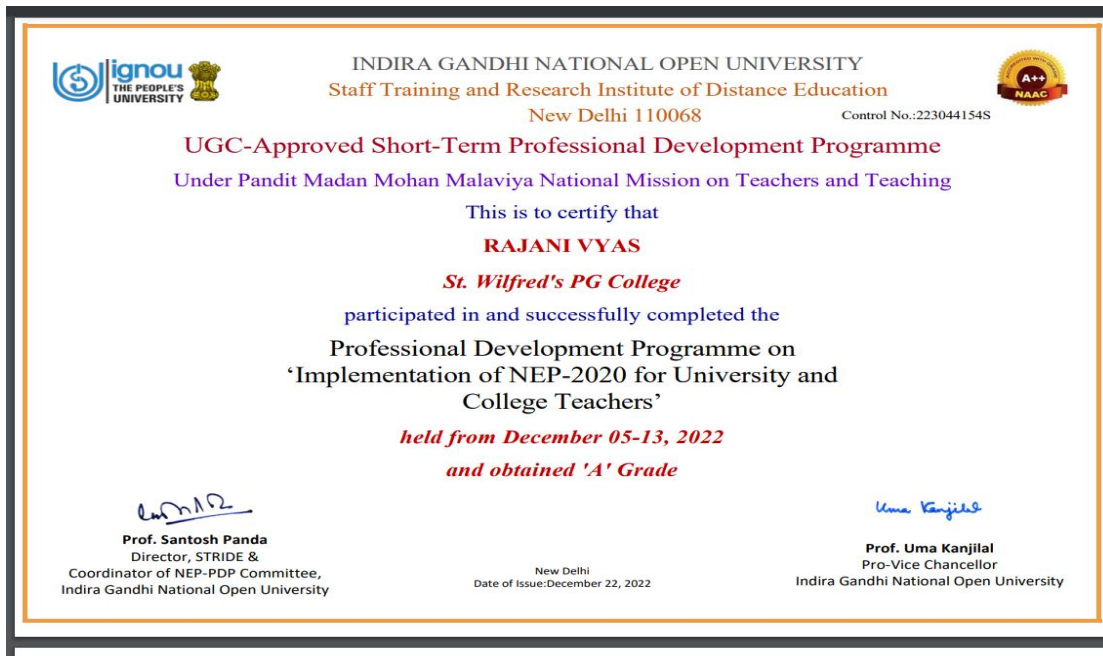 ignou
THE PEOPLE'S
UNIVERSITY
INDIRA GANDHI NATIONAL OPEN UNIVERSITY
Staff Training and Research Institute of Distance Education
New Delhi 110068
A++
NAAC
Control No.:223044154S
UGC-Approved Short-Term Professional Development Programme
Under Pandit Madan Mohan Malaviya National Mission on Teachers and Teaching
This is to certify that
RAJANI VYAS
St. Wilfred's PG College
participated in and successfully completed the
Professional Development Programme on
‘Implementation of NEP-2020 for University and
College Teachers’
held from December 05-13, 2022
and obtained 'A' Grade
Prof. Santosh Panda
Director, STRIDE &
Coordinator of NEP-PDP Committee,
Indira Gandhi National Open University
New Delhi
Date of Issue:December 22, 2022
Uma Kanjilal
Prof. Uma Kanjilal
Pro-Vice Chancellor
Indira Gandhi National Open University